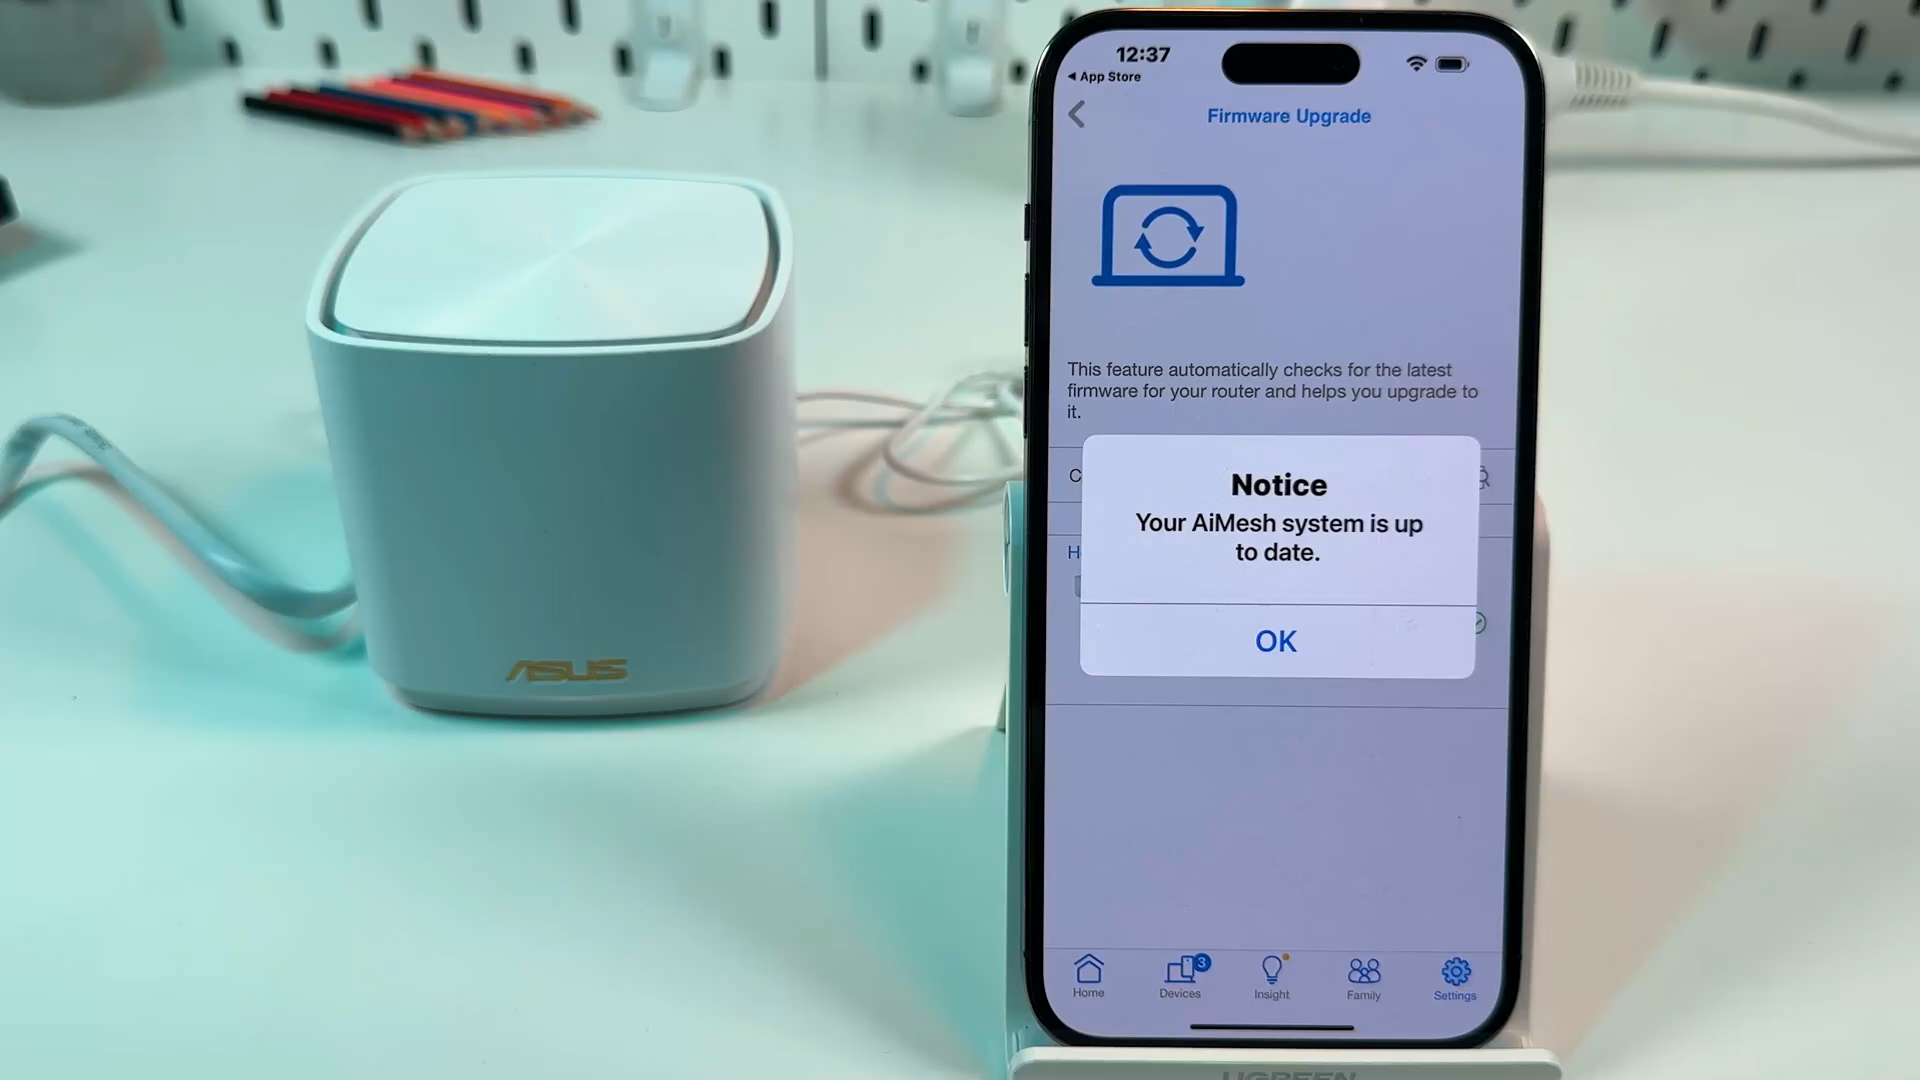 12:37
App Store
Firmware Upgrade
This feature automatically checks for the latest
firmware for your router and helps you upgrade to
it.
C
Notice
Your AiMesh system is up
to date.
H
OK
ASUS
3
Home
Devices
Insight
Family
Settings
UGREEN